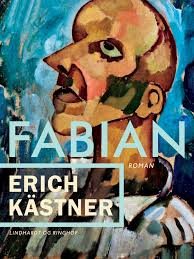 FABIAN
ROMAN
ERICH
KÄSTNER
LINDHARDT OG RINGHOF